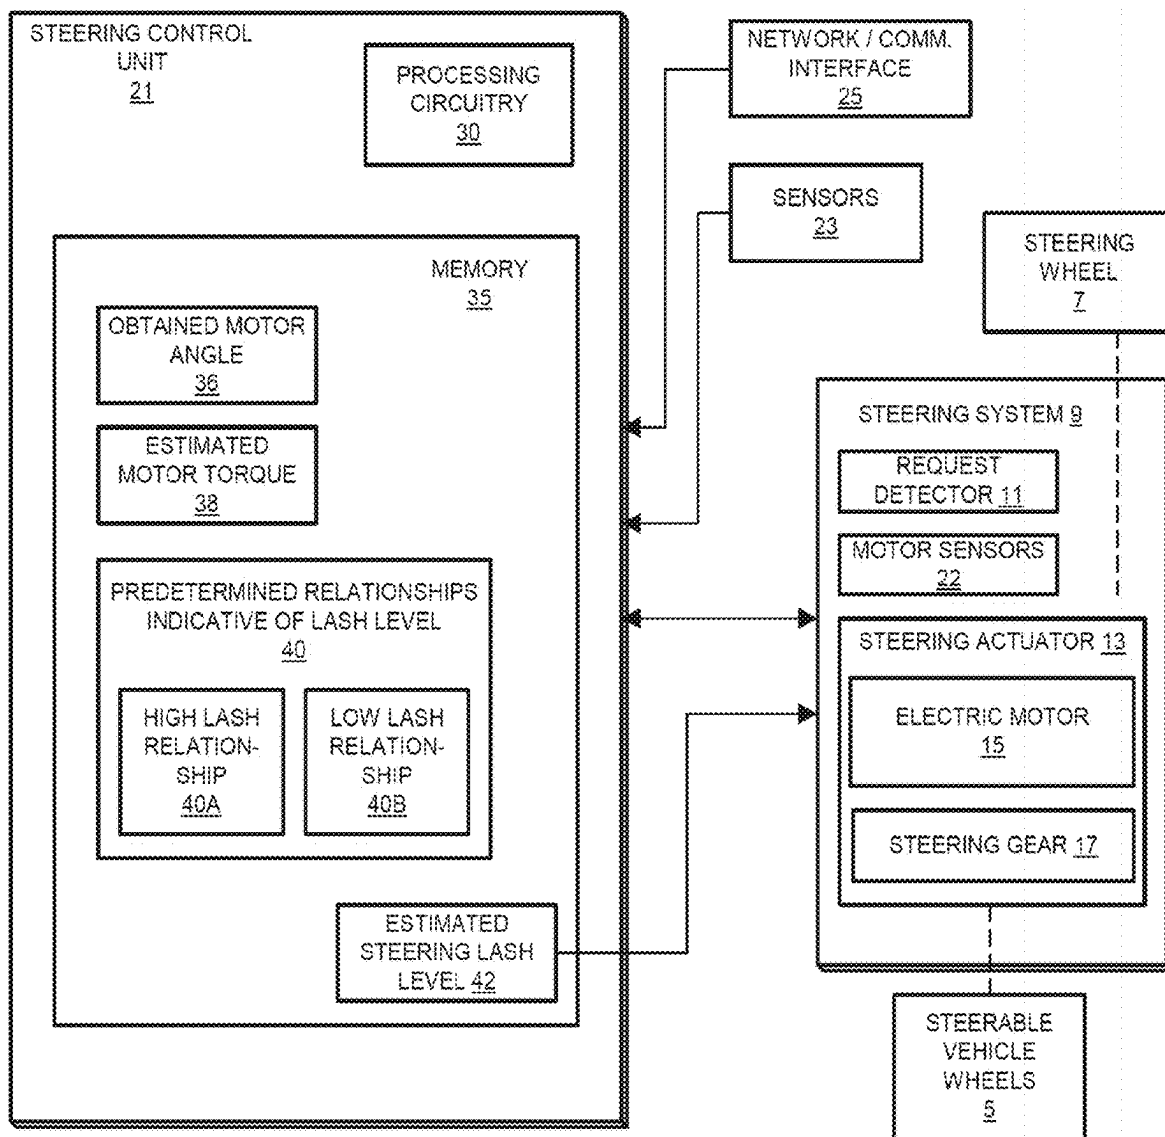 STEERING CONTROL
UNIT
21
PROCESSING
CIRCUITRY
30
MEMORY
35
OBTAINED MOTOR
ANGLE
36
ESTIMATED
MOTOR TORQUE
38
PREDETERMINED RELATIONSHIPS
INDICATIVE OF LASH LEVEL
40
HIGH LASH
RELATION-
SHIP
40A
LOW LASH
RELATION-
SHIP
40B
ESTIMATED
STEERING LASH
LEVEL 42
NETWORK / COMM.
INTERFACE
25
SENSORS
23
STEERING
WHEEL
7
STEERING SYSTEM 9
REQUEST
DETECTOR 11
MOTOR SENSORS
22
STEERING ACTUATOR 13
ELECTRIC MOTOR
15
STEERING GEAR 17
STEERABLE
VEHICLE
WHEELS
5